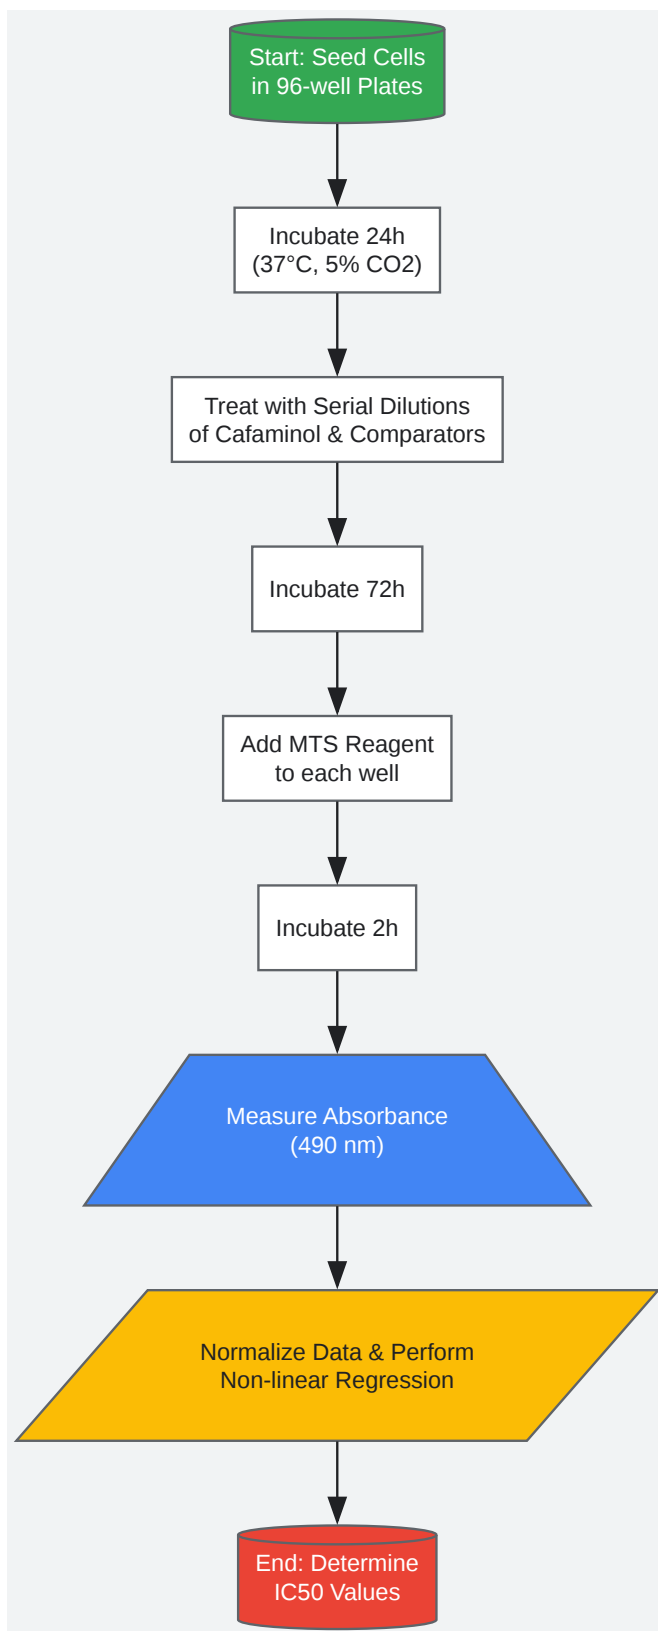 Start: Seed Cells
in 96-well Plates
Incubate 24h
(37°C, 5% CO2)
Treat with Serial Dilutions
of Cafaminol & Comparators
Incubate 72h
Add MTS Reagent
to each well
Incubate 2h
Measure Absorbance
(490 nm)
Normalize Data & Perform
Non-linear Regression
End: Determine
IC50 Values